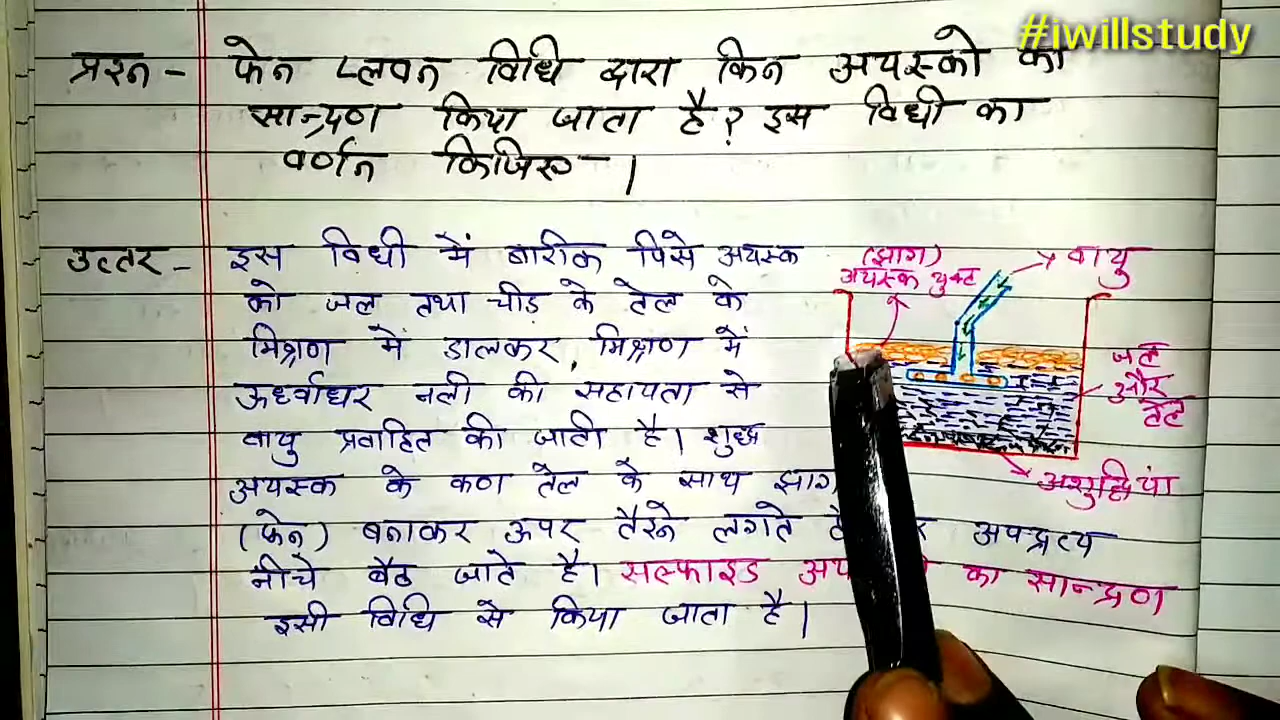 #iwillstudy
प्रश्न - फेन प्लवन विधि द्वारा किन अयस्को का
सान्द्रण किया जाता है? इस विधी का
वर्णन किजिए - ।
उत्तर - इस विधी में बारीक पिसे अयस्क
को जल तथा चीड़ के तेल के
मिश्रण में डालकर, मिश्रण में
ऊर्ध्वाधर नली की सहायता से
वायु प्रवाहित की जाती है। शुद्ध
अयस्क के कण तेल के साथ झाग
(फेन) बनाकर ऊपर तैरने लगते अपद्रव्य
नीचे बैठ जाते है। सल्फाइड का सान्द्रण
इसी विधि से किया जाता है।
(झाग)
अयस्क युक्त
वायु
जल
और
तेल
अशुद्धियां